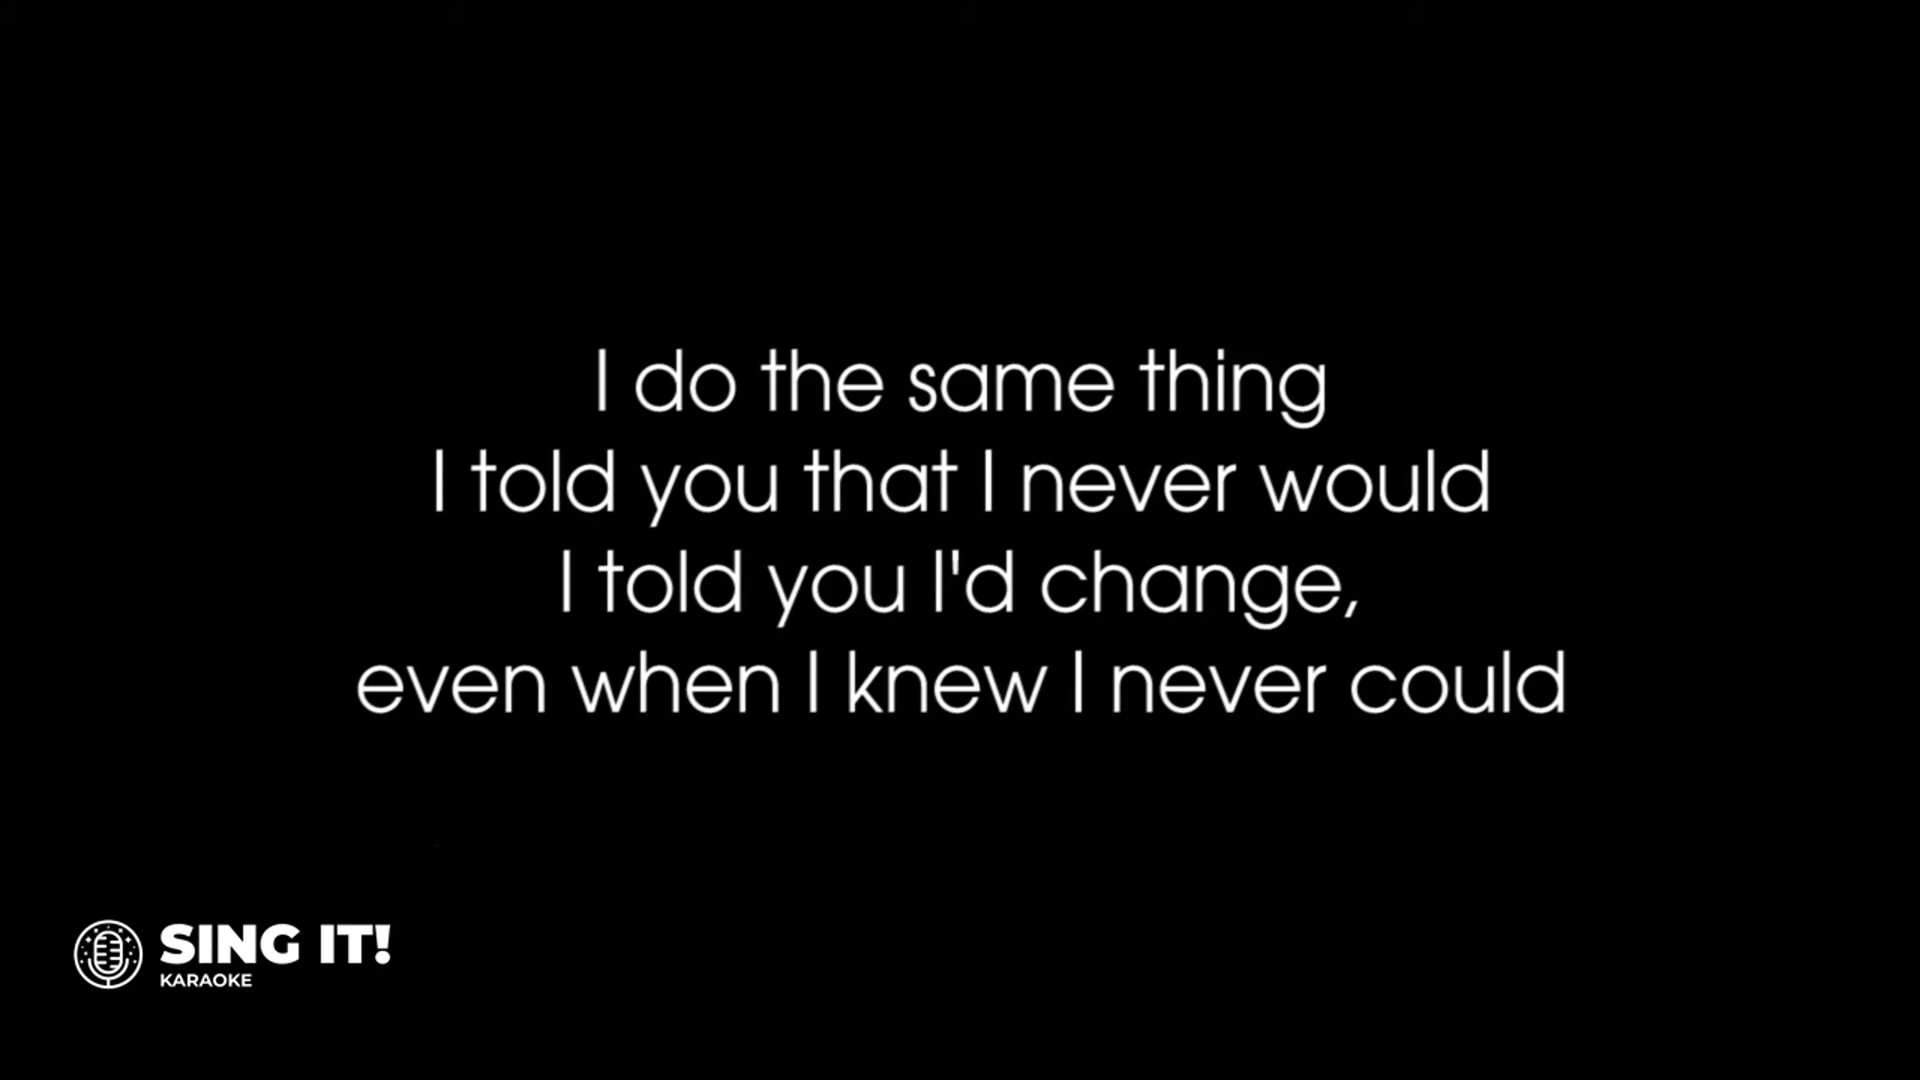 I do the same thing
I told you that I never would
I told you I'd change,
even when I knew I never could
SING IT!
KARAOKE